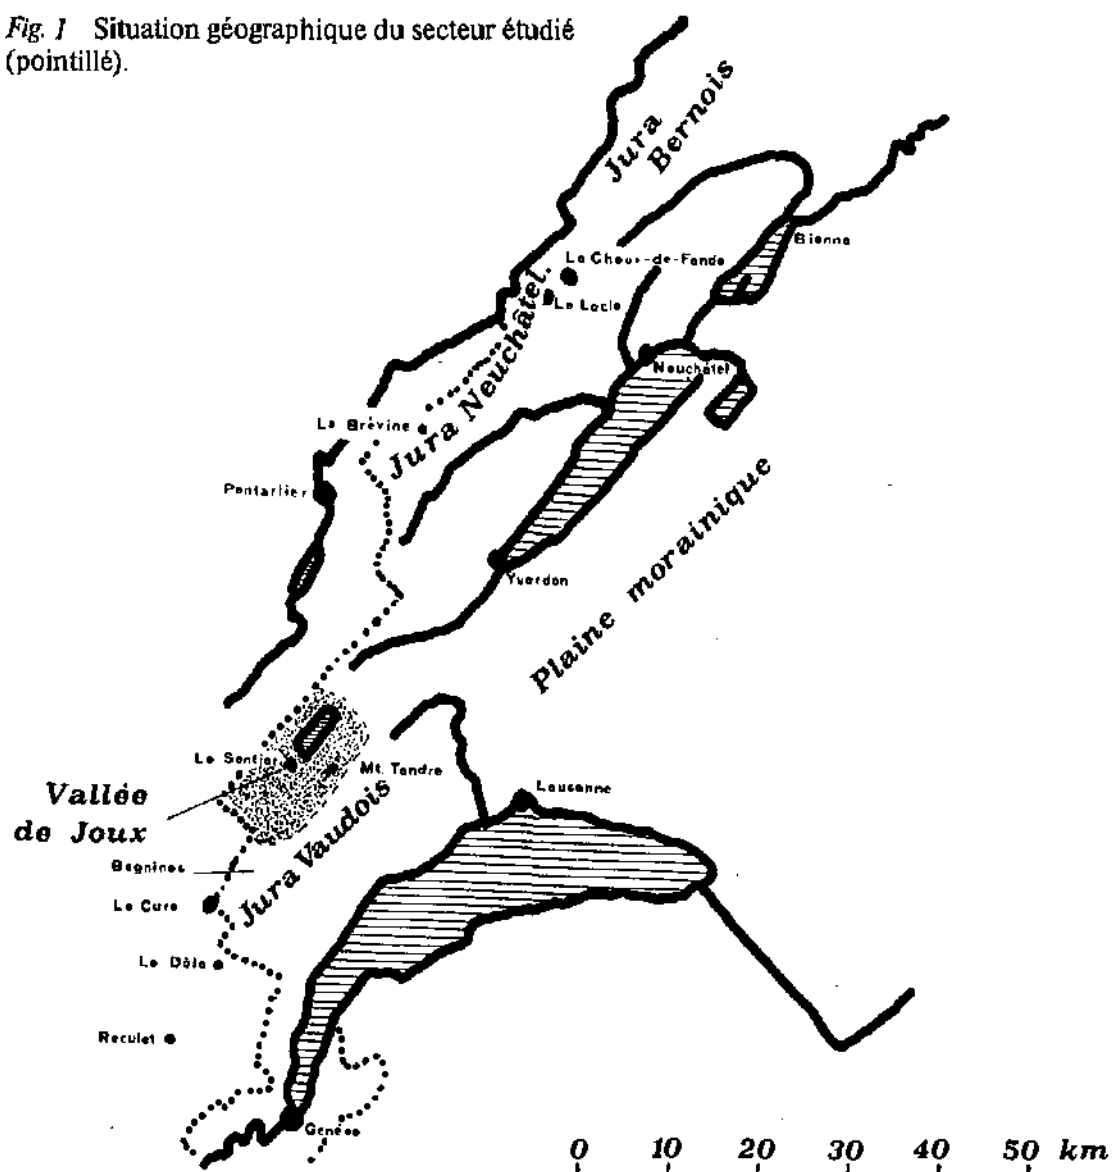 Fig. 1 Situation géographique du secteur étudié
(pointillé).
Jura
Bernois
Bienne
La Chaux-de-Fonds
Le Locle
Jura Neuchâtel.
Neuchâtel
La Brévine
Pontarlier
Yverdon
Plaine morainique
Le Sentier
Mt. Tendre
Vallée
de Joux
Lausanne
Jura Vaudois
Begnines
La Cure
La Dôle
Reculet
Genève
0 10 20 30 40 50 km